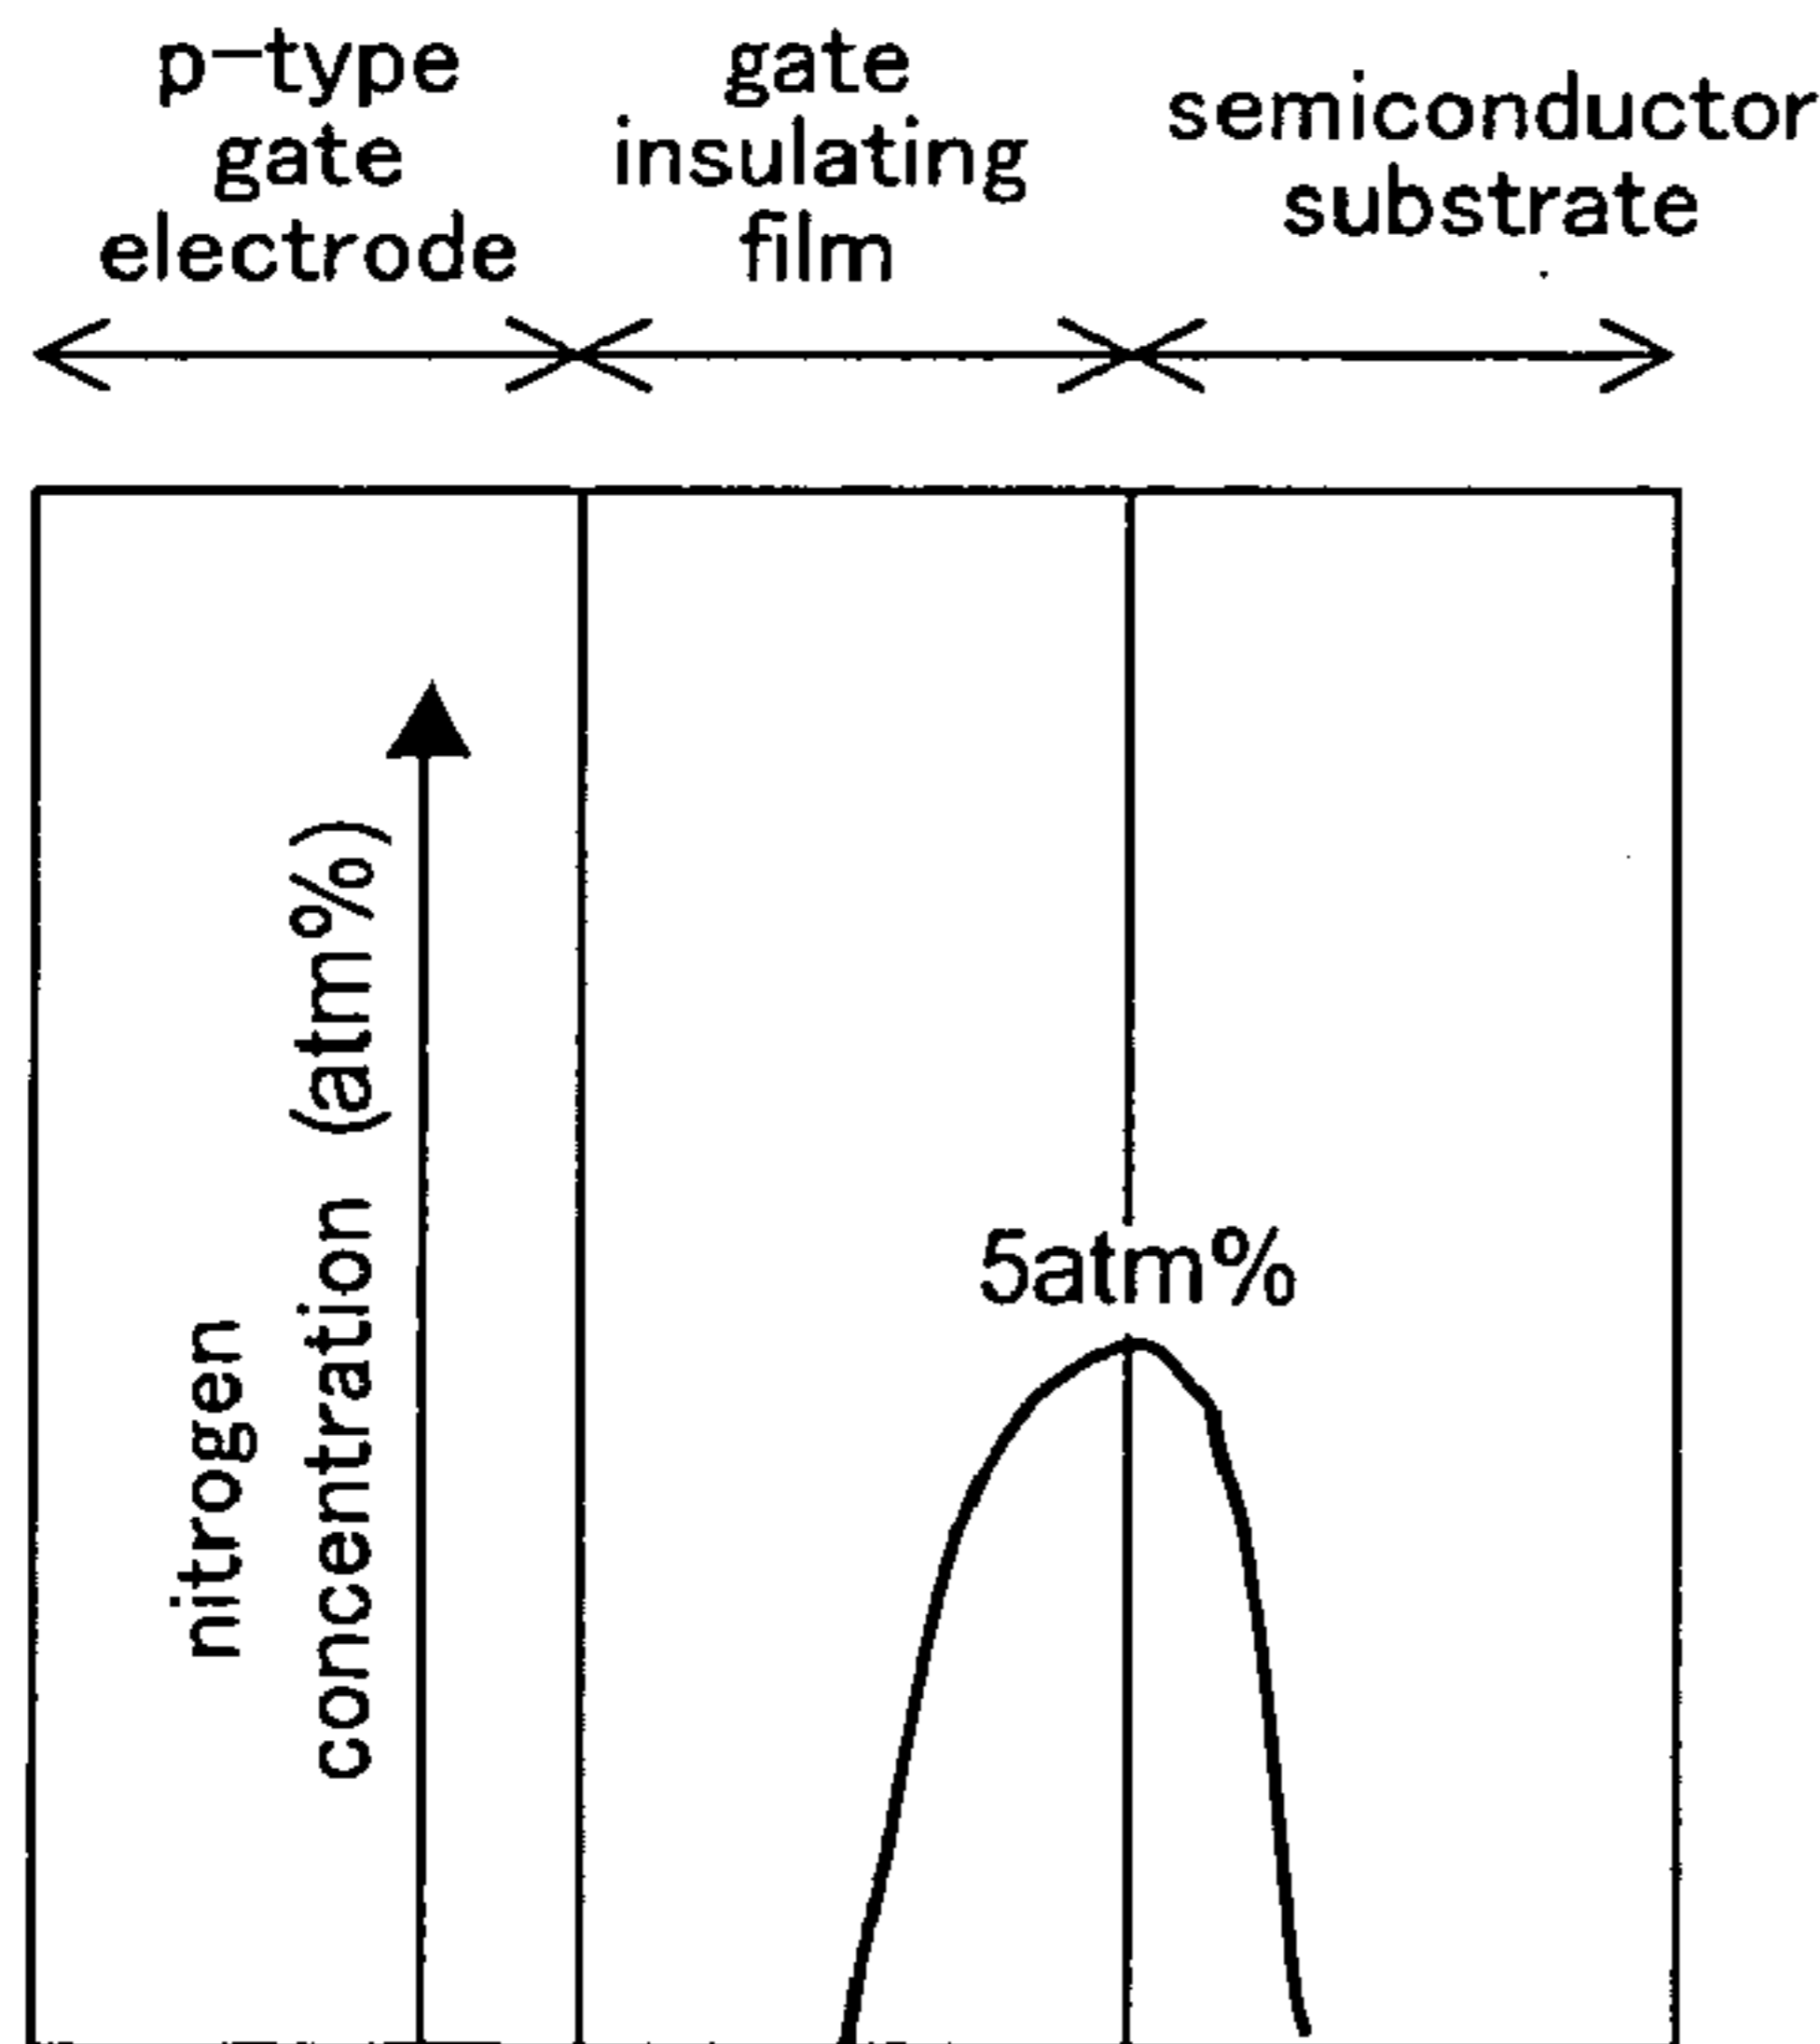 p-type
gate
electrode
gate
insulating
film
semiconductor
substrate
nitrogen
concentration (atm%)
5atm%